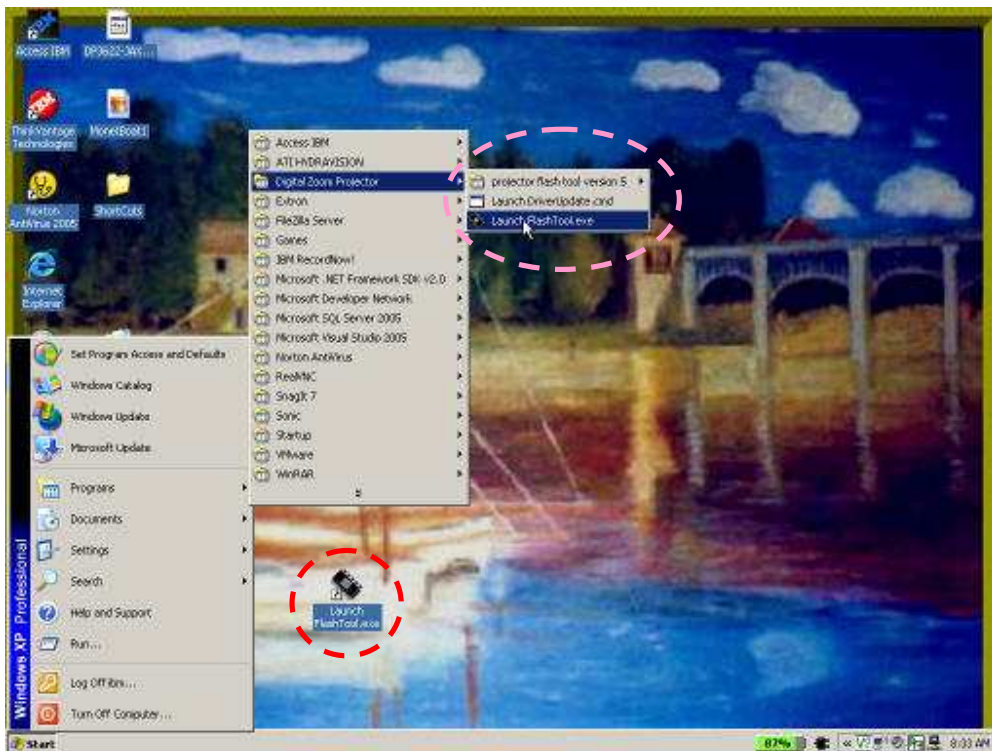 Access IBM
DP3622-JAX...
ThinkVantage
Technologies
MonetBoat1
Norton
AntiVirus 2005
ShortCuts
Internet
Explorer
Access IBM
ATI HYDRAVISION
Digital Zoom Projector
Extron
FileZilla Server
Games
IBM RecordNow!
Microsoft .NET Framework SDK v2.0
Microsoft Developer Network
Microsoft SQL Server 2005
Microsoft Visual Studio 2005
Norton AntiVirus
RealVNC
SnagIt 7
Sonic
Startup
VMware
WinRAR
projector flash tool version 5
Launch DriverUpdate.cmd
Launch FlashTool.exe
Set Program Access and Defaults
Windows Catalog
Windows Update
Microsoft Update
Programs
Documents
Settings
Search
Help and Support
Run...
Log Off ibm...
Turn Off Computer...
Windows XP Professional
Launch
FlashTool.exe
Start
87%
8:03 AM